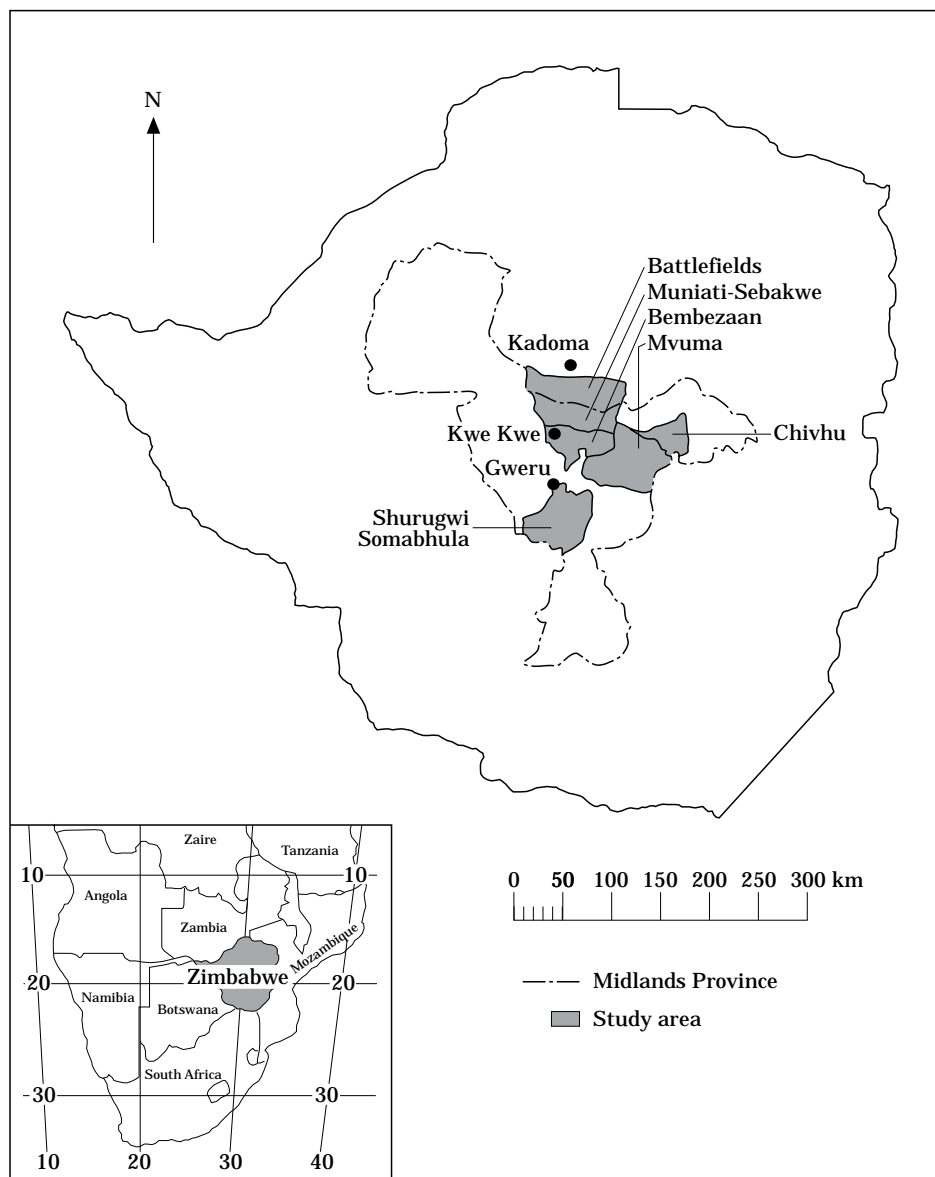 N
Battlefields
Muniati-Sebakwe
Bembezaan
Mvuma
Kadoma
Kwe Kwe
Chivhu
Gweru
Shurugwi
Somabhula
Zaire
Tanzania
10
10
Angola
Zambia
Mozambique
Zimbabwe
20
20
Namibia
Botswana
South Africa
30
30
10 20 30 40
0 50 100 150 200 250 300 km
Midlands Province
Study area